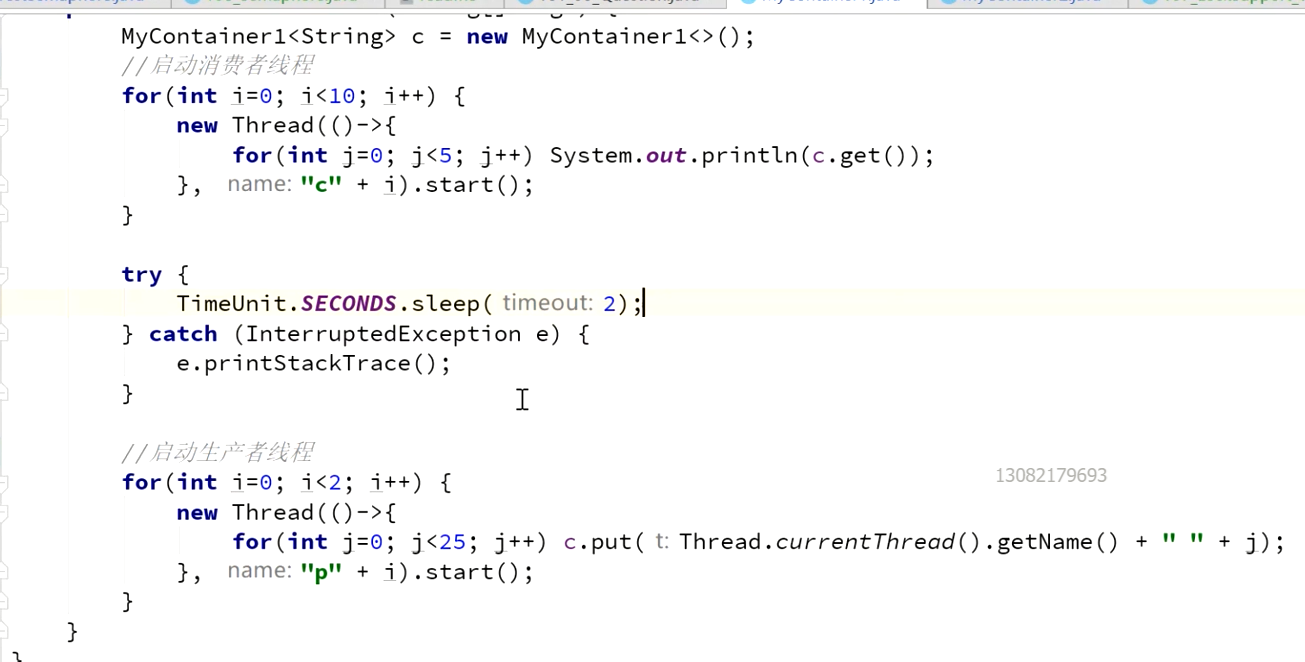 MyContainer1<String> c = new MyContainer1<>();
//启动消费者线程
for(int i=0; i<10; i++) {
new Thread(()->{
for(int j=0; j<5; j++) System.out.println(c.get());
}, name: "c" + i).start();
}
try {
TimeUnit.SECONDS.sleep( timeout: 2);
} catch (InterruptedException e) {
e.printStackTrace();
}
//启动生产者线程
for(int i=0; i<2; i++) {
13082179693
new Thread(()->{
for(int j=0; j<25; j++) c.put( t: Thread.currentThread().getName() + " " + j);
}, name: "p" + i).start();
}
}
}